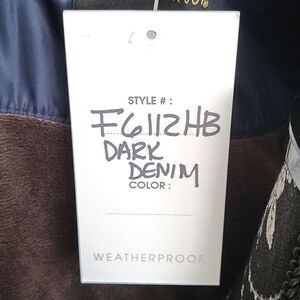 STYLE # :
F6112HB
DARK
DENIM
COLOR :
WEATHERPROOF